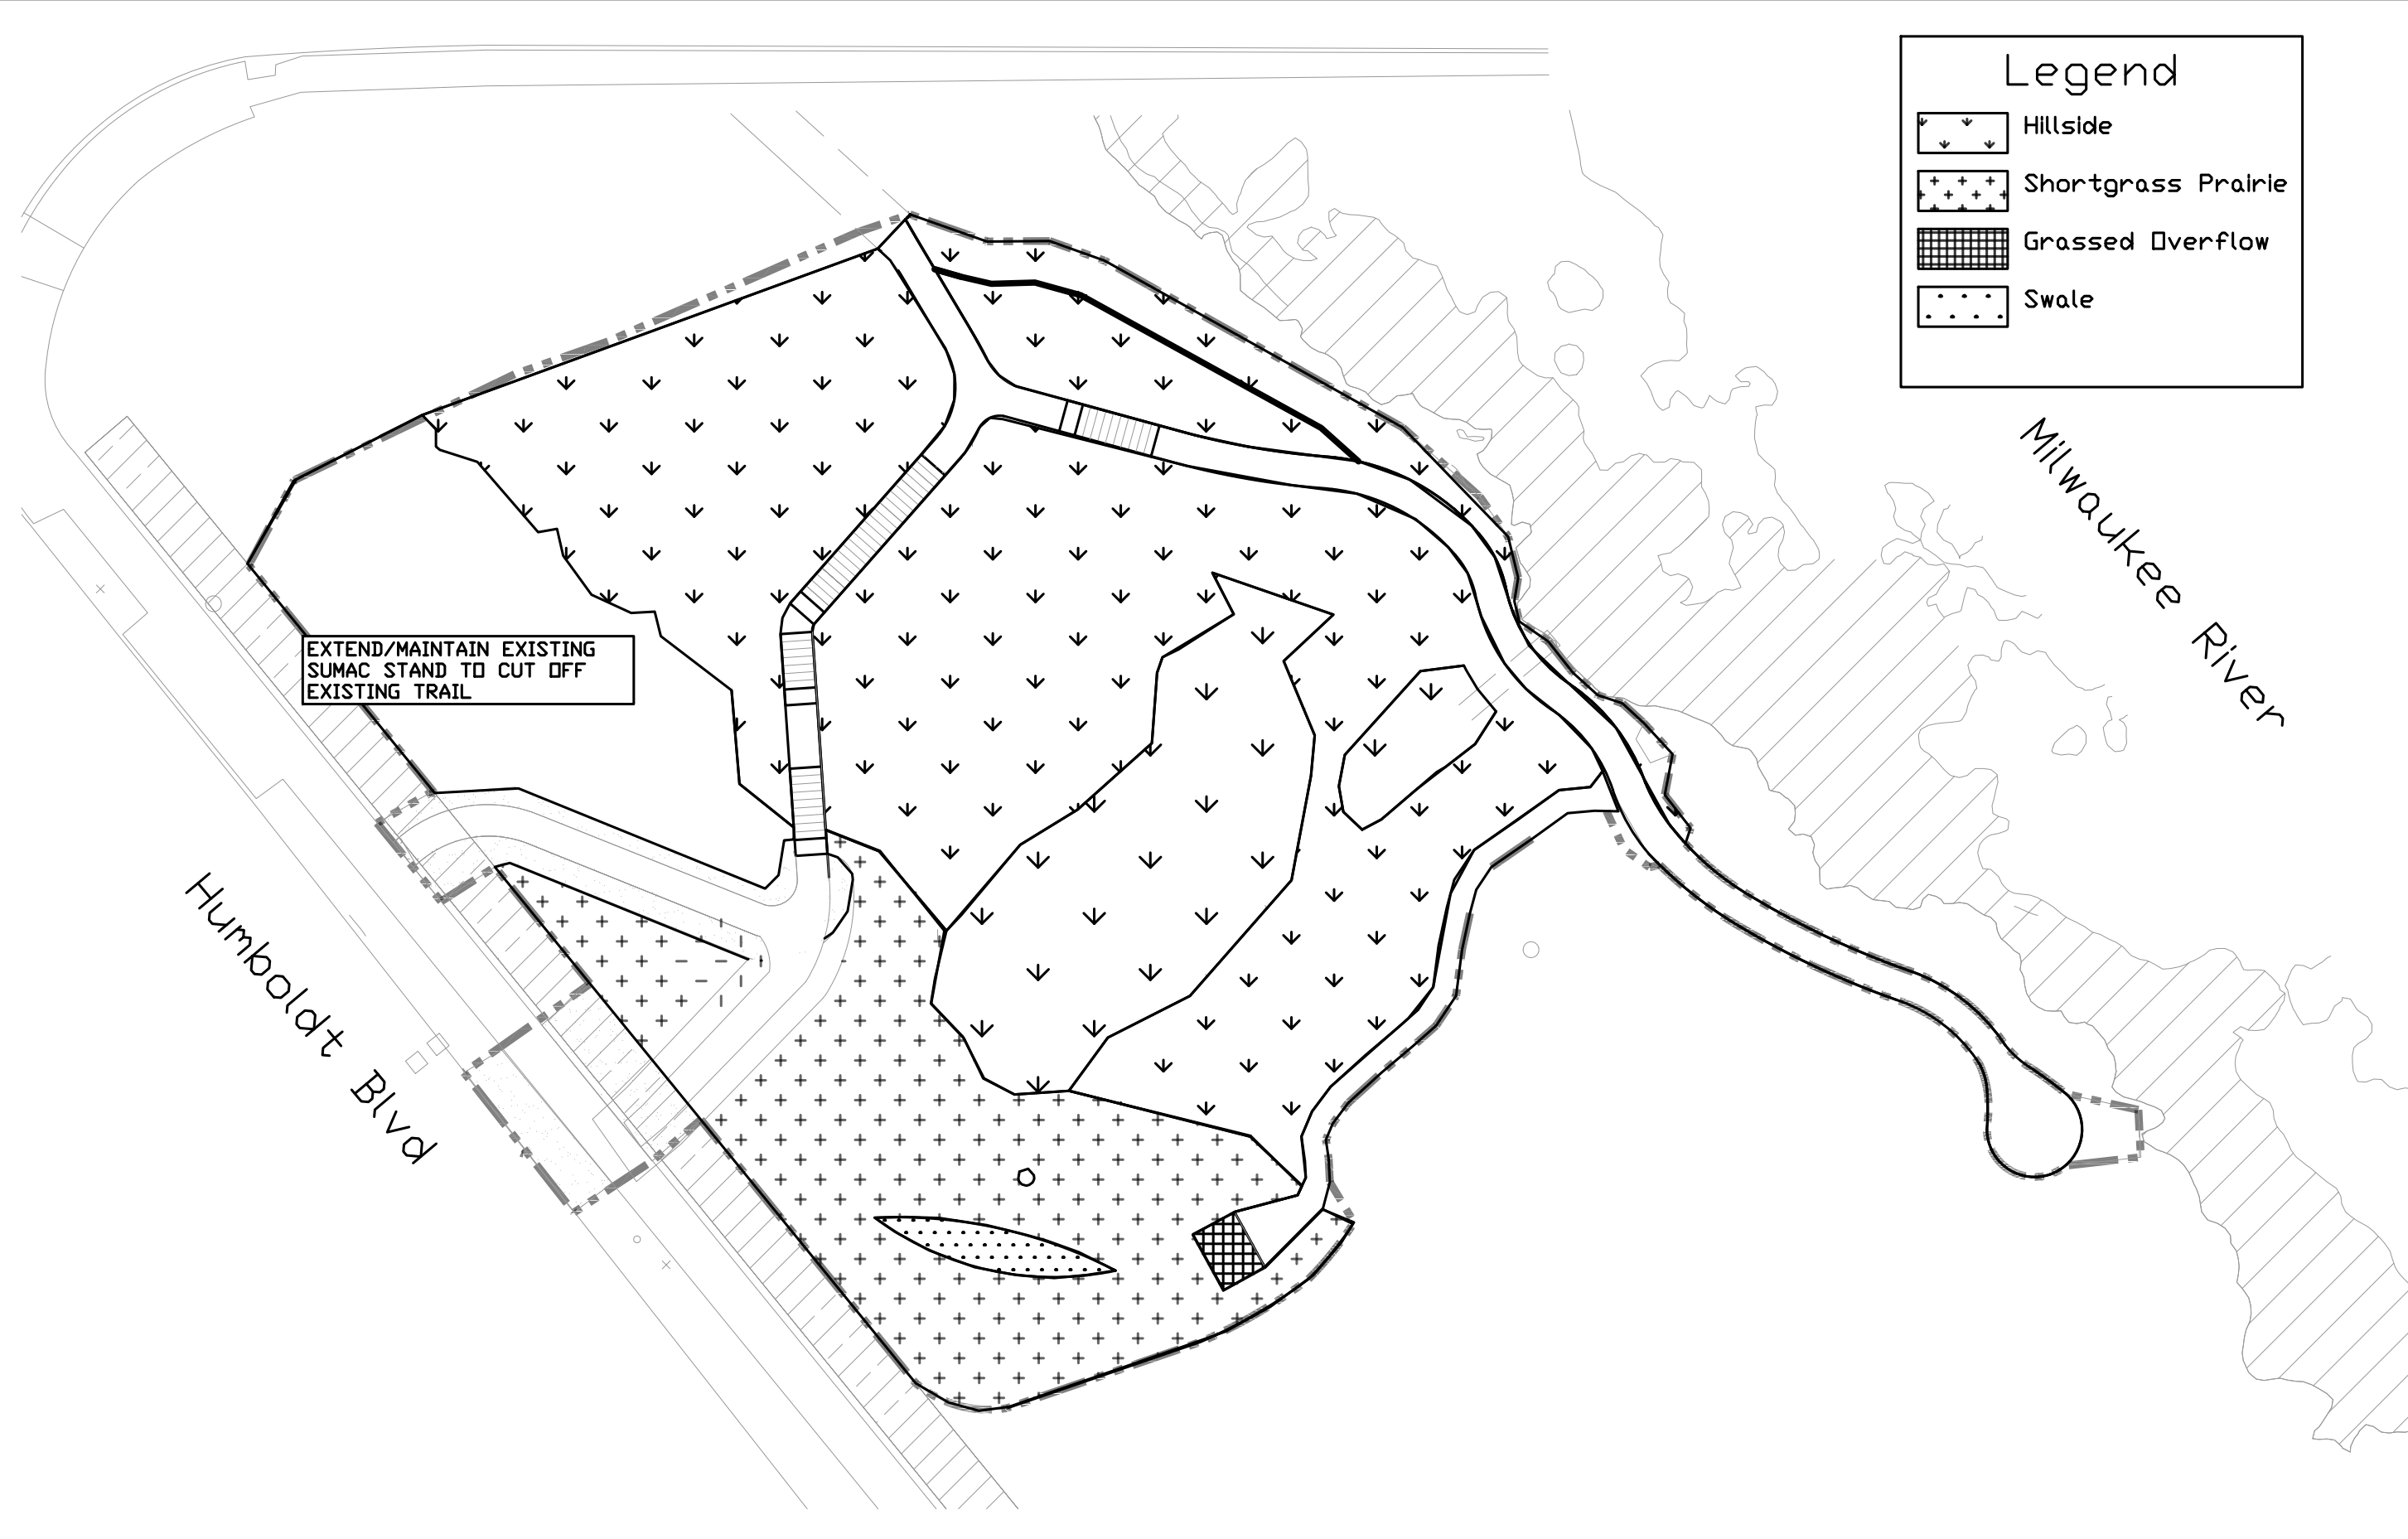 Legend
Hillside
Shortgrass Prairie
Grassed Overflow
Swale
Milwaukee River
EXTEND/MAINTAIN EXISTING
SUMAC STAND TO CUT OFF
EXISTING TRAIL
Humboldt Blvd